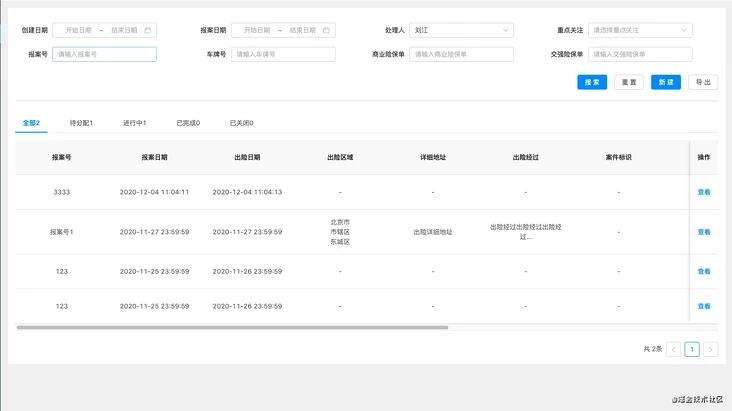 创建日期 开始日期 ~ 结束日期 报案日期 开始日期 ~ 结束日期 处理人 刘江 重点关注 请选择重点关注
报案号 请输入报案号 车牌号 请输入车牌号 商业险保单 请输入商业险保单 交强险保单 请输入交强险保单
搜索 重置 新建 导出
全部2 待分配1 进行中1 已完成0 已关闭0
报案号 报案日期 出险日期 出险区域 详细地址 出险经过 案件标识 操作
3333 2020-12-04 11:04:11 2020-12-04 11:04:13 - - - - 查看
报案号1 2020-11-27 23:59:59 2020-11-27 23:59:59 北京市 市辖区 东城区 出险详细地址 出险经过出险经过出险经过... - 查看
123 2020-11-25 23:59:59 2020-11-26 23:59:59 - - - - 查看
123 2020-11-25 23:59:59 2020-11-26 23:59:59 - - - - 查看
共 2条 < 1 >
@掘金技术社区